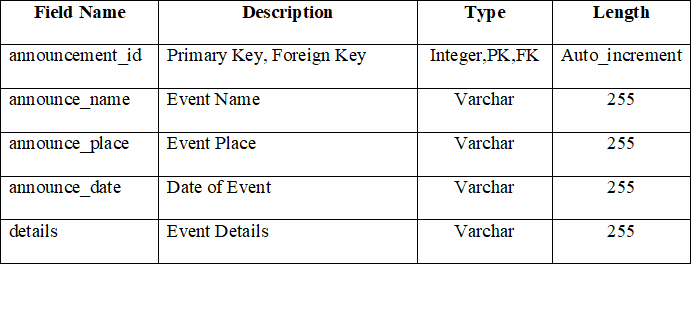 Field Name Description Type Length
announcement_id Primary Key, Foreign Key Integer,PK,FK Auto_increment
announce_name Event Name Varchar 255
announce_place Event Place Varchar 255
announce_date Date of Event Varchar 255
details Event Details Varchar 255